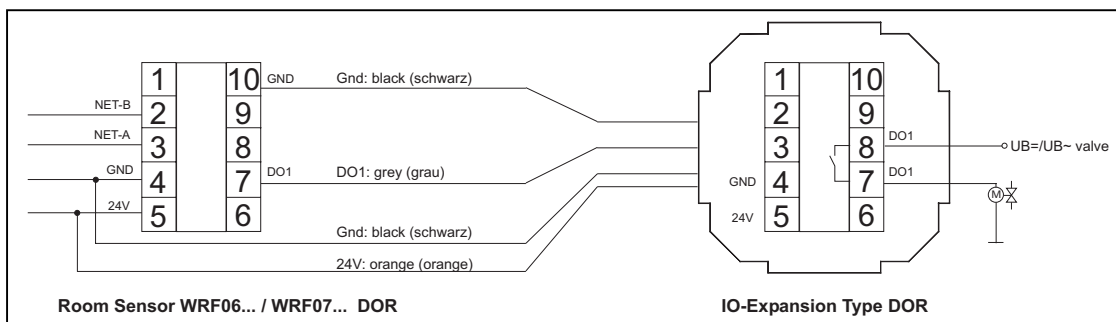 1 10 GND Gnd: black (schwarz) 1 10
NET-B 2 9 2 9
NET-A 3 8 3 8 DO1 UB=/UB~ valve
GND 4 7 DO1 DO1: grey (grau) GND 4 7 DO1 M
24V 5 6 24V 5 6
Gnd: black (schwarz)
24V: orange (orange)
Room Sensor WRF06... / WRF07... DOR IO-Expansion Type DOR